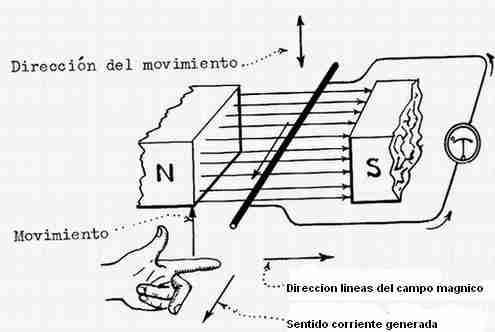 Dirección del movimiento
N
S
Movimiento
Direccion lineas del campo magnico
Sentido corriente generada